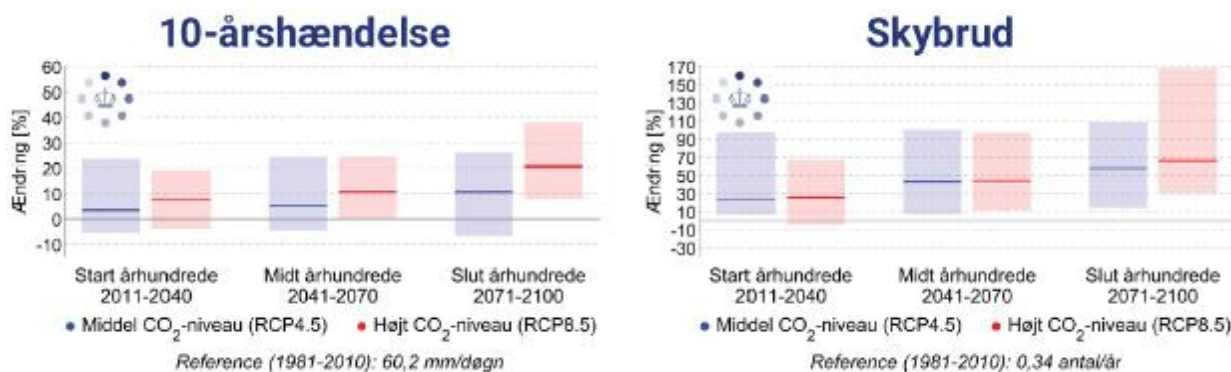 10-årshændelse
Ændring [%]
60
50
40
30
20
10
0
-10
Start århundrede
2011-2040
Midt århundrede
2041-2070
Slut århundrede
2071-2100
Middel CO2-niveau (RCP4.5)
Højt CO2-niveau (RCP8.5)
Reference (1981-2010): 60,2 mm/døgn
Skybrud
Ændring [%]
170
150
130
110
90
70
50
30
10
-10
-30
Start århundrede
2011-2040
Midt århundrede
2041-2070
Slut århundrede
2071-2100
Middel CO2-niveau (RCP4.5)
Højt CO2-niveau (RCP8.5)
Reference (1981-2010): 0,34 antal/år